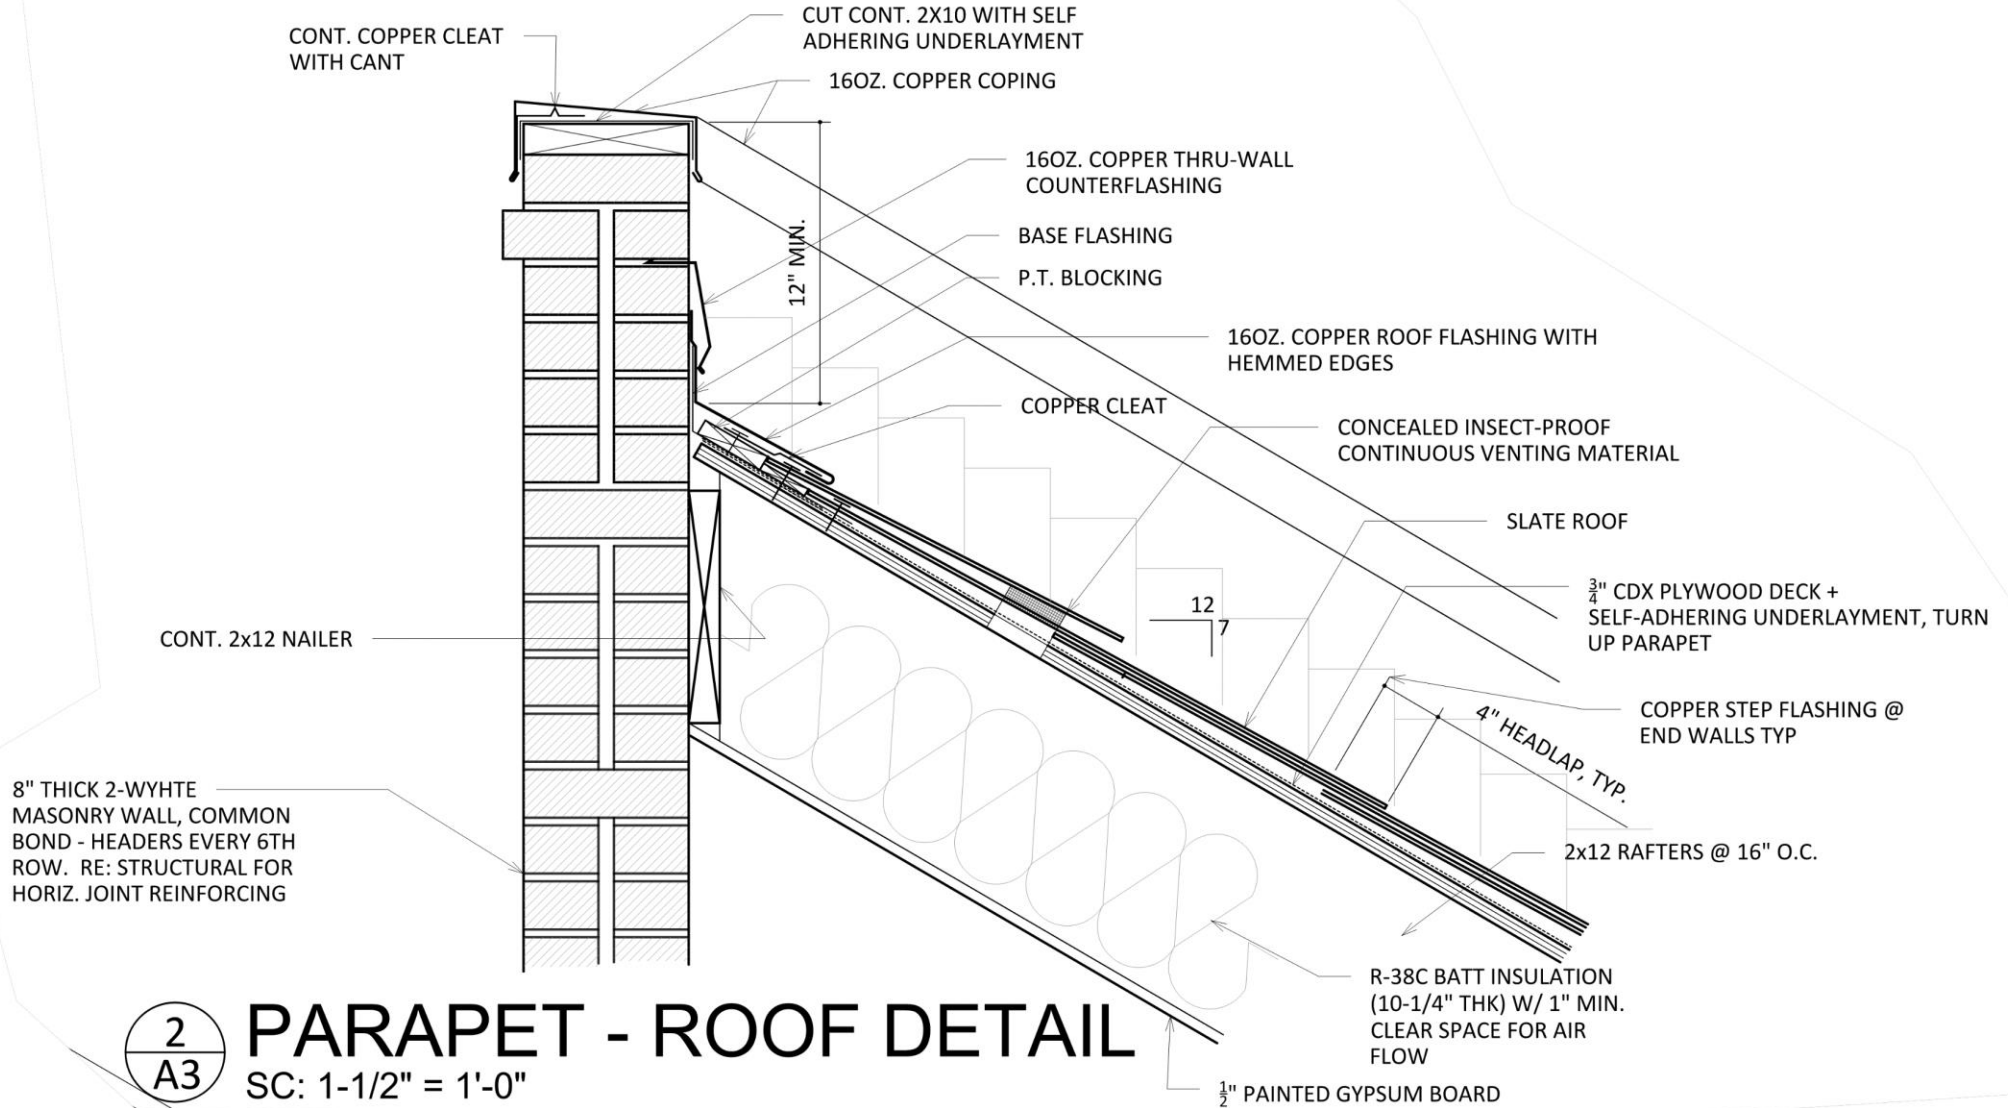 CONT. COPPER CLEAT
WITH CANT
CUT CONT. 2X10 WITH SELF
ADHERING UNDERLAYMENT
16OZ. COPPER COPING
16OZ. COPPER THRU-WALL
COUNTERFLASHING
BASE FLASHING
P.T. BLOCKING
12" MIN.
16OZ. COPPER ROOF FLASHING WITH
HEMMED EDGES
COPPER CLEAT
CONCEALED INSECT-PROOF
CONTINUOUS VENTING MATERIAL
SLATE ROOF
3/4" CDX PLYWOOD DECK +
SELF-ADHERING UNDERLAYMENT, TURN
UP PARAPET
12
7
CONT. 2x12 NAILER
COPPER STEP FLASHING @
END WALLS TYP
4" HEADLAP, TYP.
8" THICK 2-WYHTE
MASONRY WALL, COMMON
BOND - HEADERS EVERY 6TH
ROW.  RE: STRUCTURAL FOR
HORIZ. JOINT REINFORCING
2x12 RAFTERS @ 16" O.C.
R-38C BATT INSULATION
(10-1/4" THK) W/ 1" MIN.
CLEAR SPACE FOR AIR
FLOW
1/2" PAINTED GYPSUM BOARD
2
A3
PARAPET - ROOF DETAIL
SC: 1-1/2" = 1'-0"